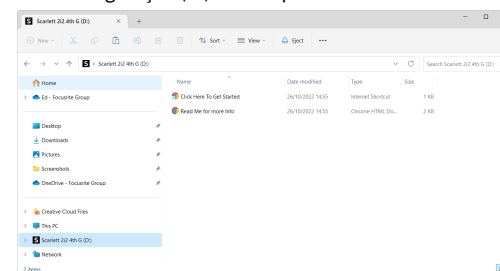 Scarlett 2i2 4th G (D:)
New
Sort
View
Eject
Scarlett 2i2 4th G (D:)
Search Scarlett 2i2 4th G (D:)
Home
Ed - Focusrite Group
Desktop
Downloads
Pictures
Screenshots
OneDrive - Focusrite Group
Creative Cloud Files
This PC
Scarlett 2i2 4th G (D:)
Network
Name Date modified Type Size
Click Here To Get Started 26/10/2022 14:55 Internet Shortcut 1 KB
Read Me for more Info 26/10/2022 14:55 Chrome HTML Do... 2 KB
2 items